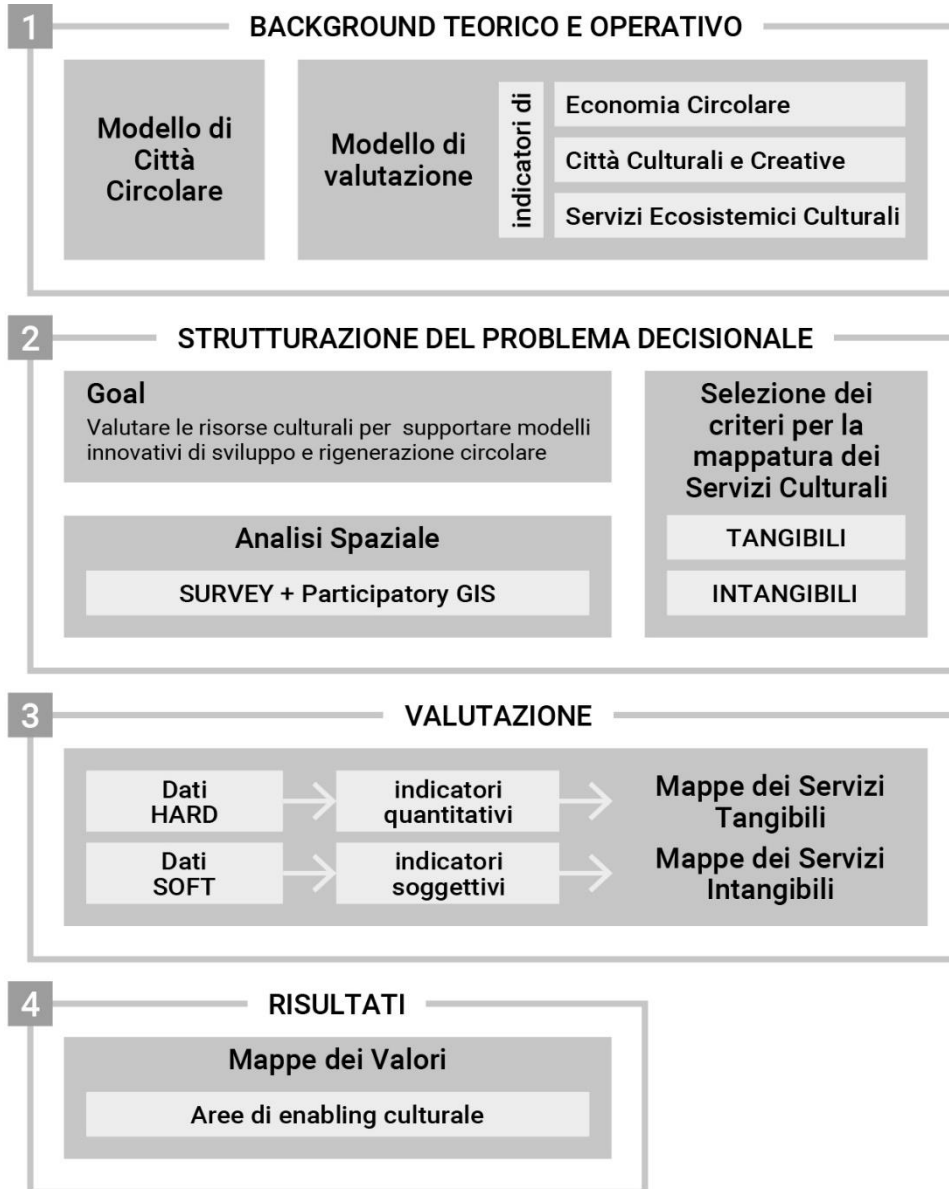 1
BACKGROUND TEORICO E OPERATIVO
Modello di
Città
Circolare
Modello di
valutazione
indicatori di
Economia Circolare
Città Culturali e Creative
Servizi Ecosistemici Culturali
2
STRUTTURAZIONE DEL PROBLEMA DECISIONALE
Goal
Valutare le risorse culturali per supportare modelli
innovativi di sviluppo e rigenerazione circolare
Analisi Spaziale
SURVEY + Participatory GIS
Selezione dei
criteri per la
mappatura dei
Servizi Culturali
TANGIBILI
INTANGIBILI
3
VALUTAZIONE
Dati
HARD
indicatori
quantitativi
Mappe dei Servizi
Tangibili
Dati
SOFT
indicatori
soggettivi
Mappe dei Servizi
Intangibili
4
RISULTATI
Mappe dei Valori
Aree di enabling culturale